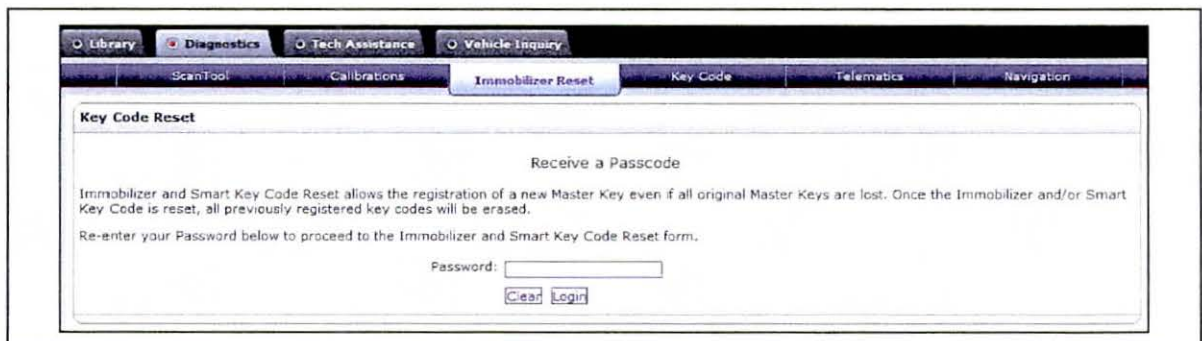 Library Diagnostics Tech Assistance Vehicle Inquiry
ScanTool Calibrations Immobilizer Reset Key Code Telematics Navigation
Key Code Reset
Receive a Passcode
Immobilizer and Smart Key Code Reset allows the registration of a new Master Key even if all original Master Keys are lost. Once the Immobilizer and/or Smart
Key Code is reset, all previously registered key codes will be erased.
Re-enter your Password below to proceed to the Immobilizer and Smart Key Code Reset form.
Password:
Clear Login